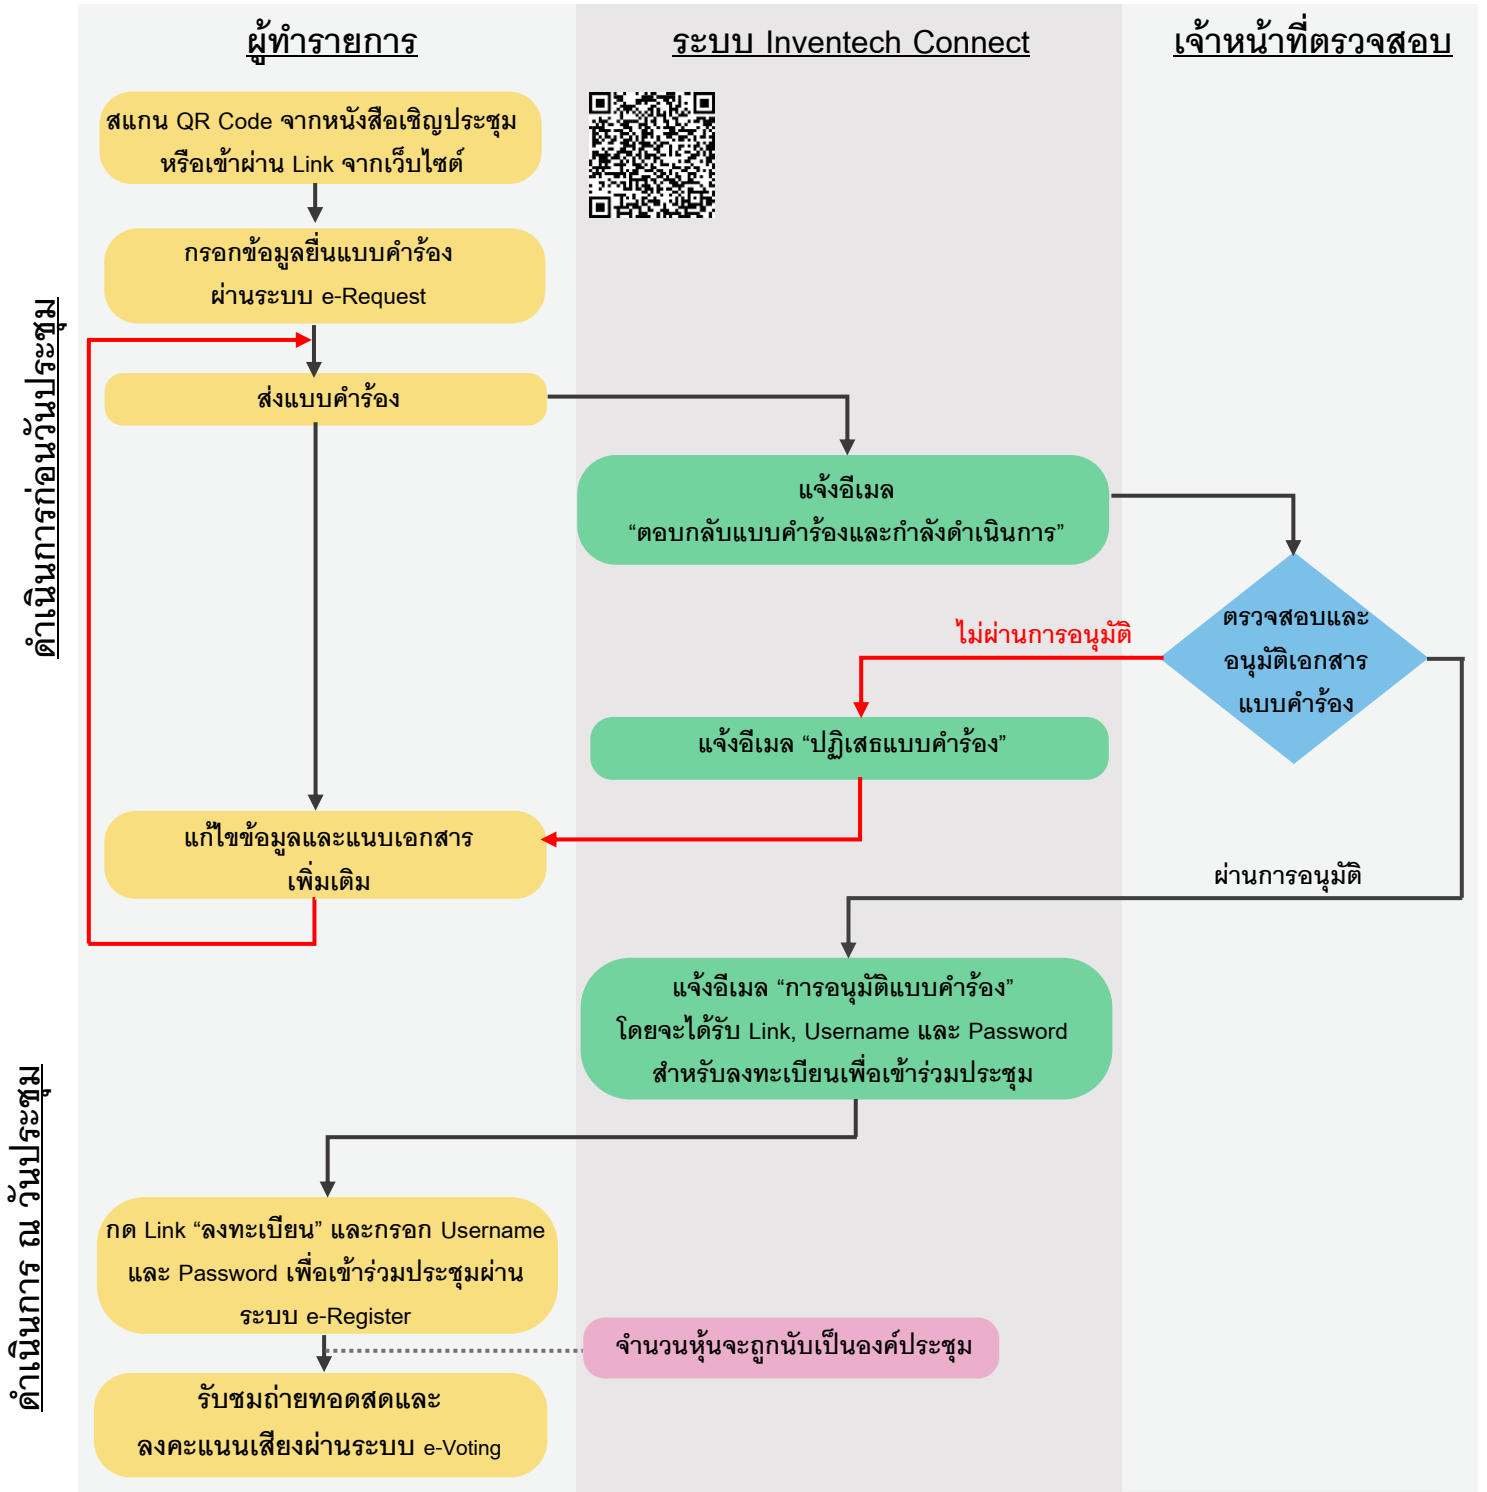 ผู้ทำรายการ
ระบบ Inventech Connect
เจ้าหน้าที่ตรวจสอบ
ดำเนินการก่อนวันประชุม
สแกน QR Code จากหนังสือเชิญประชุม
หรือเข้าผ่าน Link จากเว็บไซต์
กรอกข้อมูลยื่นแบบคำร้อง
ผ่านระบบ e-Request
ส่งแบบคำร้อง
แจ้งอีเมล
“ตอบกลับแบบคำร้องและกำลังดำเนินการ”
ตรวจสอบและ
อนุมัติเอกสาร
แบบคำร้อง
ไม่ผ่านการอนุมัติ
แจ้งอีเมล “ปฏิเสธแบบคำร้อง”
แก้ไขข้อมูลและแนบเอกสาร
เพิ่มเติม
ผ่านการอนุมัติ
แจ้งอีเมล “การอนุมัติแบบคำร้อง”
โดยจะได้รับ Link, Username และ Password
สำหรับลงทะเบียนเพื่อเข้าร่วมประชุม
ดำเนินการ ณ วันประชุม
กด Link “ลงทะเบียน” และกรอก Username
และ Password เพื่อเข้าร่วมประชุมผ่าน
ระบบ e-Register
จำนวนหุ้นจะถูกนับเป็นองค์ประชุม
รับชมถ่ายทอดสดและ
ลงคะแนนเสียงผ่านระบบ e-Voting